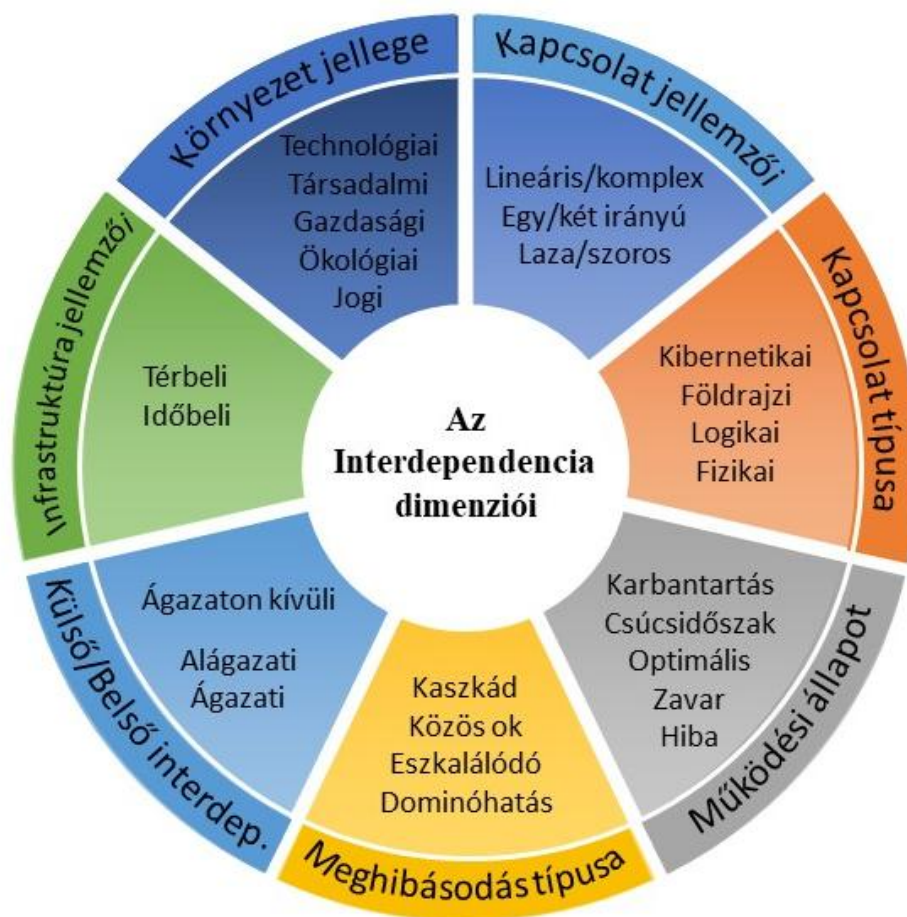 Az
Interdependencia
dimenziói
Kapcsolat jellemzői
Lineáris/komplex
Egy/két irányú
Laza/szoros
Kapcsolat típusa
Kibernetikai
Földrajzi
Logikai
Fizikai
Működési állapot
Karbantartás
Csúcsidőszak
Optimális
Zavar
Hiba
Meghibásodás típusa
Kaszkád
Közös ok
Eszkalálódó
Dominóhatás
Külső/Belső interdep.
Ágazaton kívüli
Alágazati
Ágazati
Infrastruktúra jellemzői
Térbeli
Időbeli
Környezet jellege
Technológiai
Társadalmi
Gazdasági
Ökológiai
Jogi